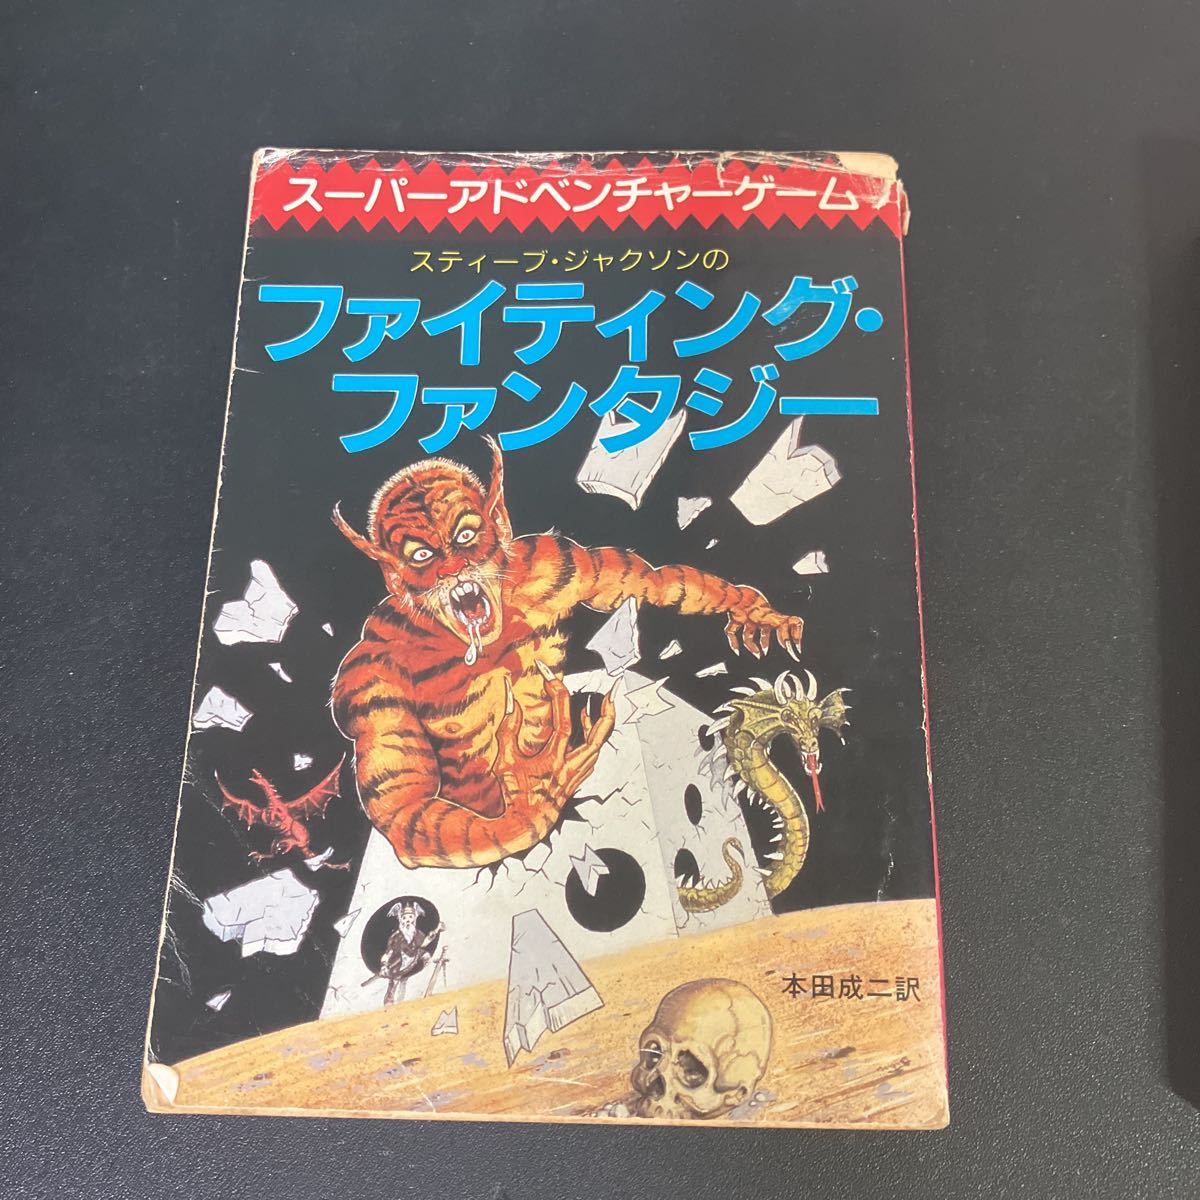 スーパーアドベンチャーゲーム
スティーブ・ジャクソンの
ファイティング・
ファンタジー
本田成二訳